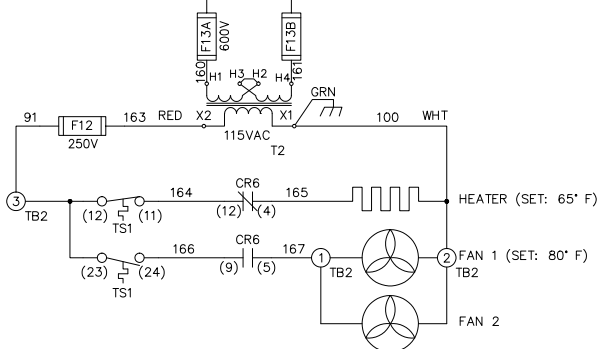 F13A
600V
F13B
160
H1
H3
H2
H4
161
GRN
91
F12
250V
163
RED
X2
X1
115VAC
T2
100
WHT
3
TB2
(12)
(11)
TS1
164
CR6
(12)
(4)
165
HEATER (SET: 65° F)
(23)
(24)
TS1
166
CR6
(9)
(5)
167
1
TB2
2
TB2
FAN 1 (SET: 80° F)
FAN 2